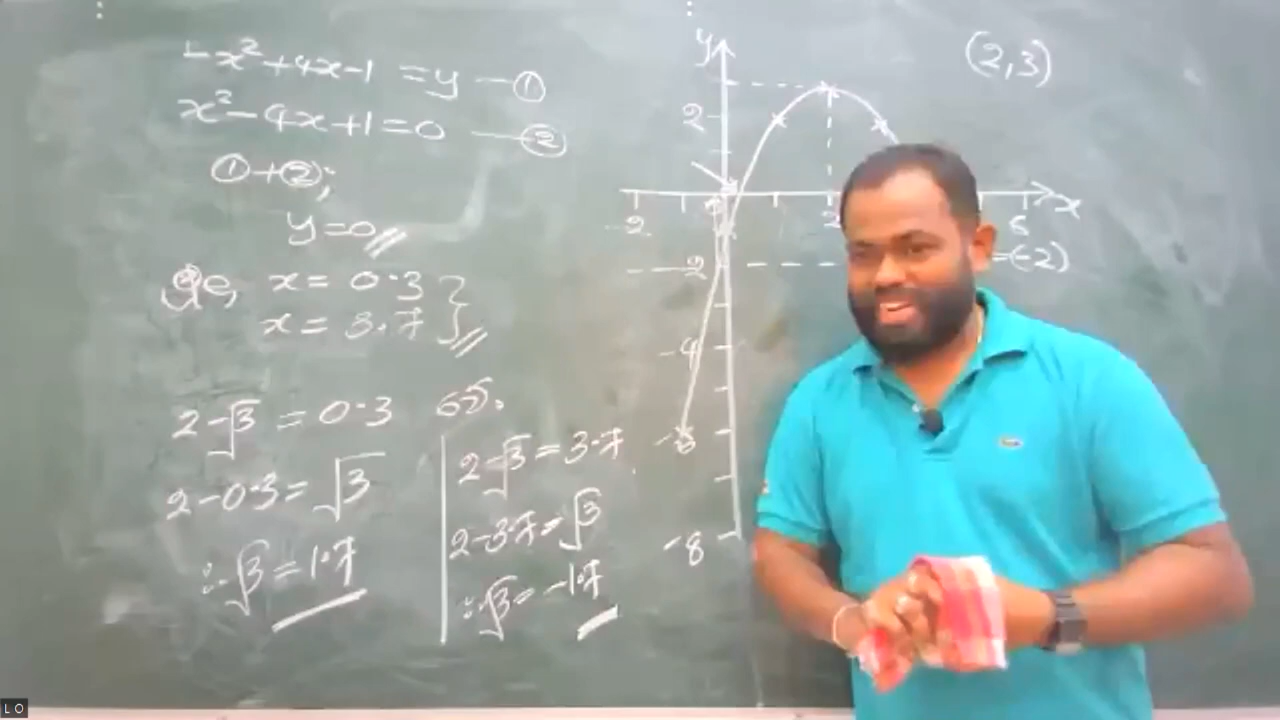 -x²+4x-1 = y —①
x²-4x+1=0 —②
①+②;
y=0
x = 0.3
x = 3.7
2-√3 = 0.3
2-0.3=√3
∴√3=1.7
2-√3=3.7
2-3.7=√3
∴√3=-1.7
(2,3)
y
2
-2
2
6
x
-2
=(-2)
-4
-6
-8
LO